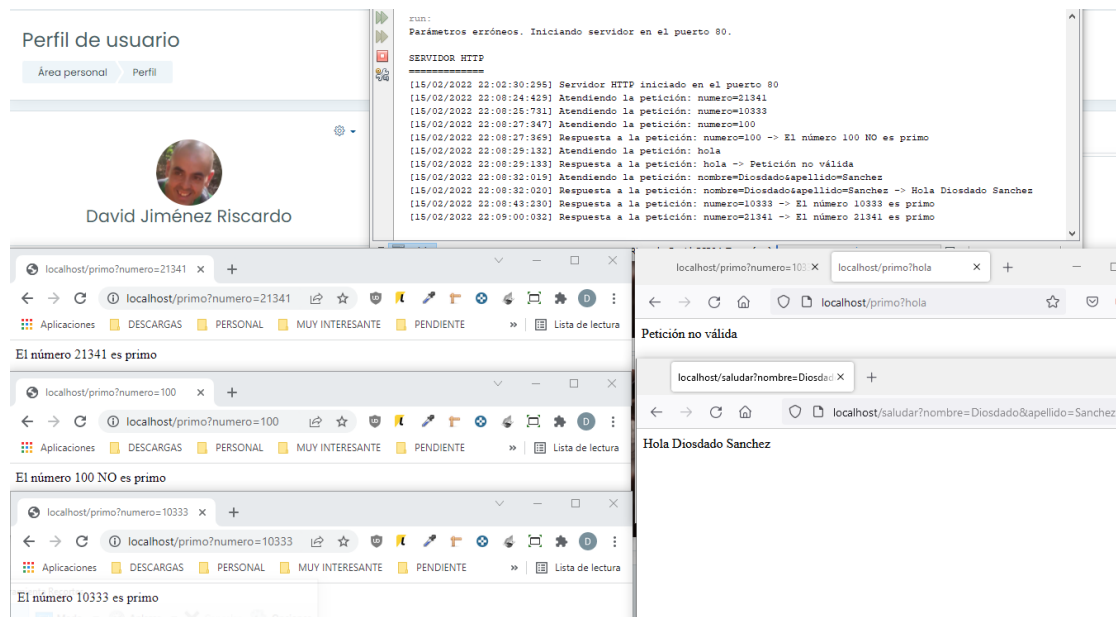 Perfil de usuario
Área personal
Perfil
David Jiménez Riscardo
run:
Parámetros erróneos. Iniciando servidor en el puerto 80.
SERVIDOR HTTP
=============
[15/02/2022 22:02:30:295] Servidor HTTP iniciado en el puerto 80
[15/02/2022 22:08:24:429] Atendiendo la petición: numero=21341
[15/02/2022 22:08:25:731] Atendiendo la petición: numero=10333
[15/02/2022 22:08:27:347] Atendiendo la petición: numero=100
[15/02/2022 22:08:27:369] Respuesta a la petición: numero=100 -> El número 100 NO es primo
[15/02/2022 22:08:29:132] Atendiendo la petición: hola
[15/02/2022 22:08:29:133] Respuesta a la petición: hola -> Petición no válida
[15/02/2022 22:08:32:019] Atendiendo la petición: nombre=Diosdado&apellido=Sanchez
[15/02/2022 22:08:32:020] Respuesta a la petición: nombre=Diosdado&apellido=Sanchez -> Hola Diosdado Sanchez
[15/02/2022 22:08:43:230] Respuesta a la petición: numero=10333 -> El número 10333 es primo
[15/02/2022 22:09:00:032] Respuesta a la petición: numero=21341 -> El número 21341 es primo
localhost/primo?numero=21341
localhost/primo?numero=21341
Aplicaciones DESCARGAS PERSONAL MUY INTERESANTE PENDIENTE » Lista de lectura
El número 21341 es primo
localhost/primo?numero=100
localhost/primo?numero=100
Aplicaciones DESCARGAS PERSONAL MUY INTERESANTE PENDIENTE » Lista de lectura
El número 100 NO es primo
localhost/primo?numero=10333
localhost/primo?numero=10333
Aplicaciones DESCARGAS PERSONAL MUY INTERESANTE PENDIENTE » Lista de lectura
El número 10333 es primo
localhost/primo?numero=103
localhost/primo?hola
localhost/primo?hola
Petición no válida
localhost/saludar?nombre=Diosdad
localhost/saludar?nombre=Diosdado&apellido=Sanchez
Hola Diosdado Sanchez